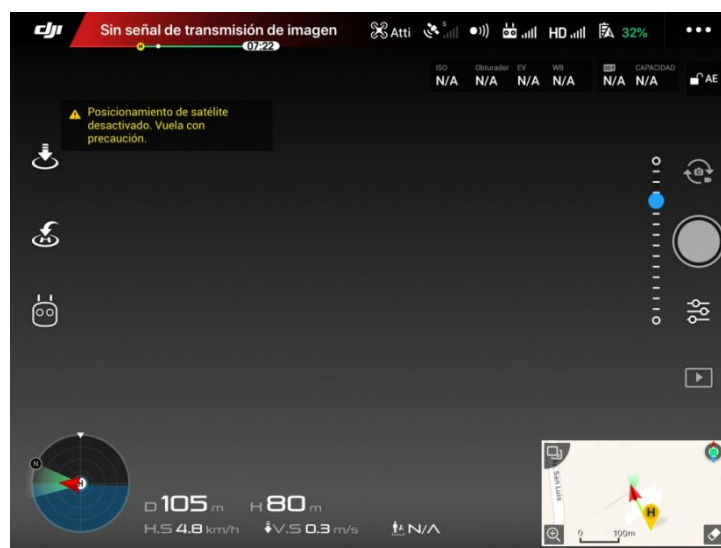 dji
Sin señal de transmisión de imagen
Atti
5
HD
32%
H
07:22
ISO
N/A
Obturador
N/A
EV
N/A
WB
N/A
N/A
CAPACIDAD
N/A
AE
Posicionamiento de satélite
desactivado. Vuela con
precaución.
H
N
H
D 105 m
H 80 m
H.S 4.8 km/h
V.S 0.3 m/s
N/A
San Luis
H
0 100m